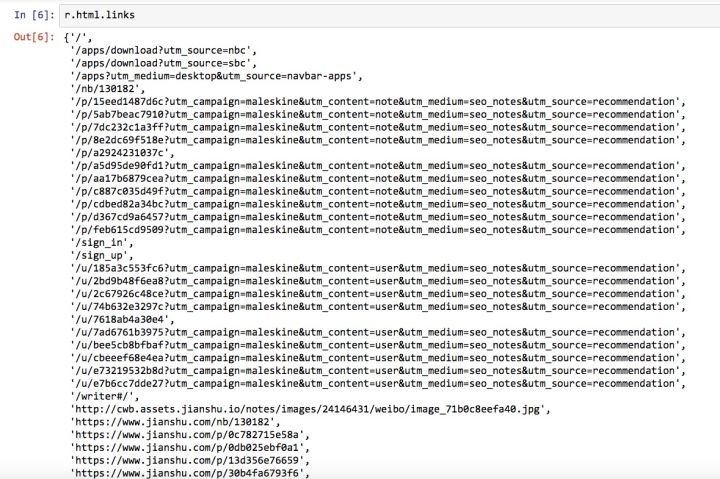 In [6]: r.html.links
Out[6]: {'/',
'/apps/download?utm_source=nbc',
'/apps/download?utm_source=sbc',
'/apps?utm_medium=desktop&utm_source=navbar-apps',
'/nb/130182',
'/p/15eed1487d6c?utm_campaign=maleskine&utm_content=note&utm_medium=seo_notes&utm_source=recommendation',
'/p/5ab7beac7910?utm_campaign=maleskine&utm_content=note&utm_medium=seo_notes&utm_source=recommendation',
'/p/7dc232c1a3ff?utm_campaign=maleskine&utm_content=note&utm_medium=seo_notes&utm_source=recommendation',
'/p/8e2dc69f518e?utm_campaign=maleskine&utm_content=note&utm_medium=seo_notes&utm_source=recommendation',
'/p/a2924231037c',
'/p/a5d95de90fd1?utm_campaign=maleskine&utm_content=note&utm_medium=seo_notes&utm_source=recommendation',
'/p/aa17b6879cea?utm_campaign=maleskine&utm_content=note&utm_medium=seo_notes&utm_source=recommendation',
'/p/c887c035d49f?utm_campaign=maleskine&utm_content=note&utm_medium=seo_notes&utm_source=recommendation',
'/p/cdbed82a34bc?utm_campaign=maleskine&utm_content=note&utm_medium=seo_notes&utm_source=recommendation',
'/p/d367cd9a6457?utm_campaign=maleskine&utm_content=note&utm_medium=seo_notes&utm_source=recommendation',
'/p/feb615cd9509?utm_campaign=maleskine&utm_content=note&utm_medium=seo_notes&utm_source=recommendation',
'/sign_in',
'/sign_up',
'/u/185a3c553fc6?utm_campaign=maleskine&utm_content=user&utm_medium=seo_notes&utm_source=recommendation',
'/u/2bd9b48f6ea8?utm_campaign=maleskine&utm_content=user&utm_medium=seo_notes&utm_source=recommendation',
'/u/2c67926c48ce?utm_campaign=maleskine&utm_content=user&utm_medium=seo_notes&utm_source=recommendation',
'/u/74b632e3297c?utm_campaign=maleskine&utm_content=user&utm_medium=seo_notes&utm_source=recommendation',
'/u/7618ab4a30e4',
'/u/7ad6761b3975?utm_campaign=maleskine&utm_content=user&utm_medium=seo_notes&utm_source=recommendation',
'/u/bee5cb8bfbaf?utm_campaign=maleskine&utm_content=user&utm_medium=seo_notes&utm_source=recommendation',
'/u/cbeeef68e4ea?utm_campaign=maleskine&utm_content=user&utm_medium=seo_notes&utm_source=recommendation',
'/u/e73219532b8d?utm_campaign=maleskine&utm_content=user&utm_medium=seo_notes&utm_source=recommendation',
'/u/e7b6cc7dde27?utm_campaign=maleskine&utm_content=user&utm_medium=seo_notes&utm_source=recommendation',
'/writer#/',
'http://cwb.assets.jianshu.io/notes/images/24146431/weibo/image_71b0c8eefa40.jpg',
'https://www.jianshu.com/nb/130182',
'https://www.jianshu.com/p/0c782715e58a',
'https://www.jianshu.com/p/0db025ebf0a1',
'https://www.jianshu.com/p/13d356e76659',
'https://www.jianshu.com/p/30b4fa6793f6',